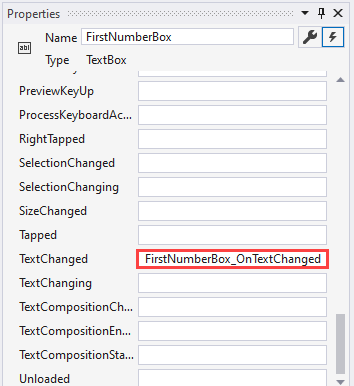 Properties
Name FirstNumberBox
abl
Type TextBox
PreviewKeyUp
ProcessKeyboardAc...
RightTapped
SelectionChanged
SelectionChanging
SizeChanged
Tapped
TextChanged FirstNumberBox_OnTextChanged
TextChanging
TextCompositionCh...
TextCompositionEn...
TextCompositionSta...
Unloaded